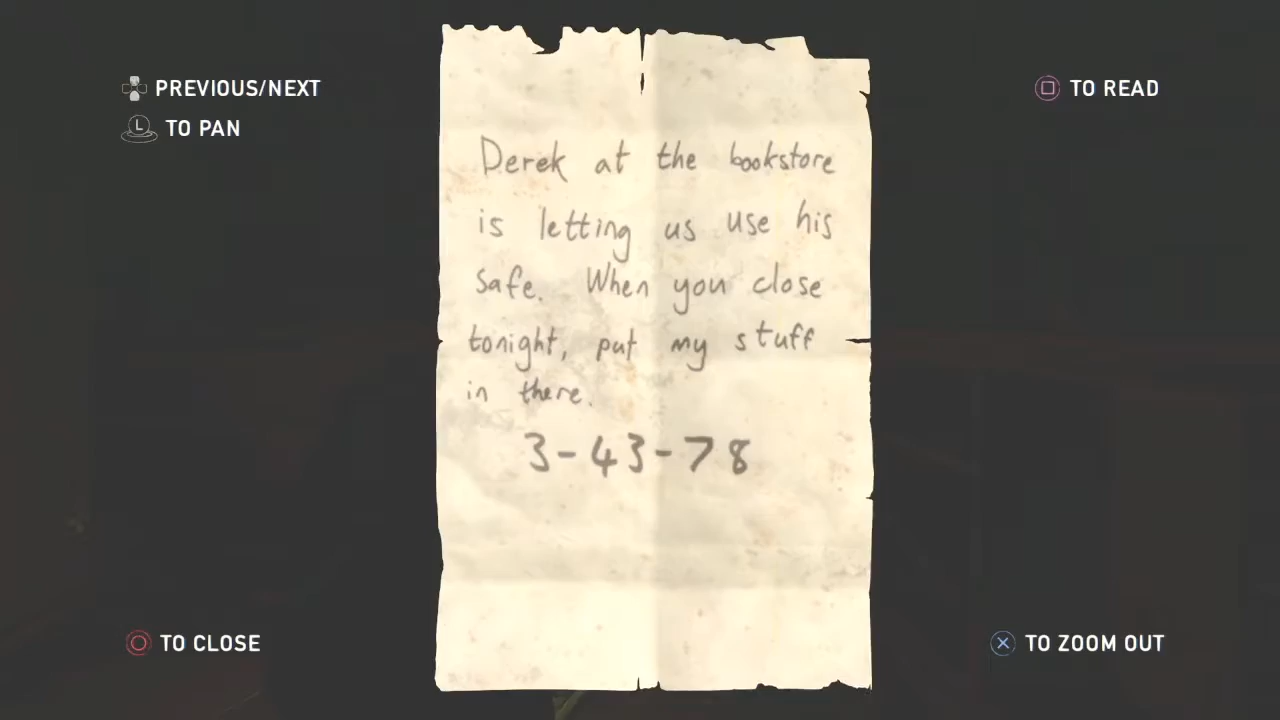 PREVIOUS/NEXT
L TO PAN
TO READ
Derek at the bookstore
is letting us use his
safe. When you close
tonight, put my stuff
in there.
3-43-78
TO CLOSE
TO ZOOM OUT